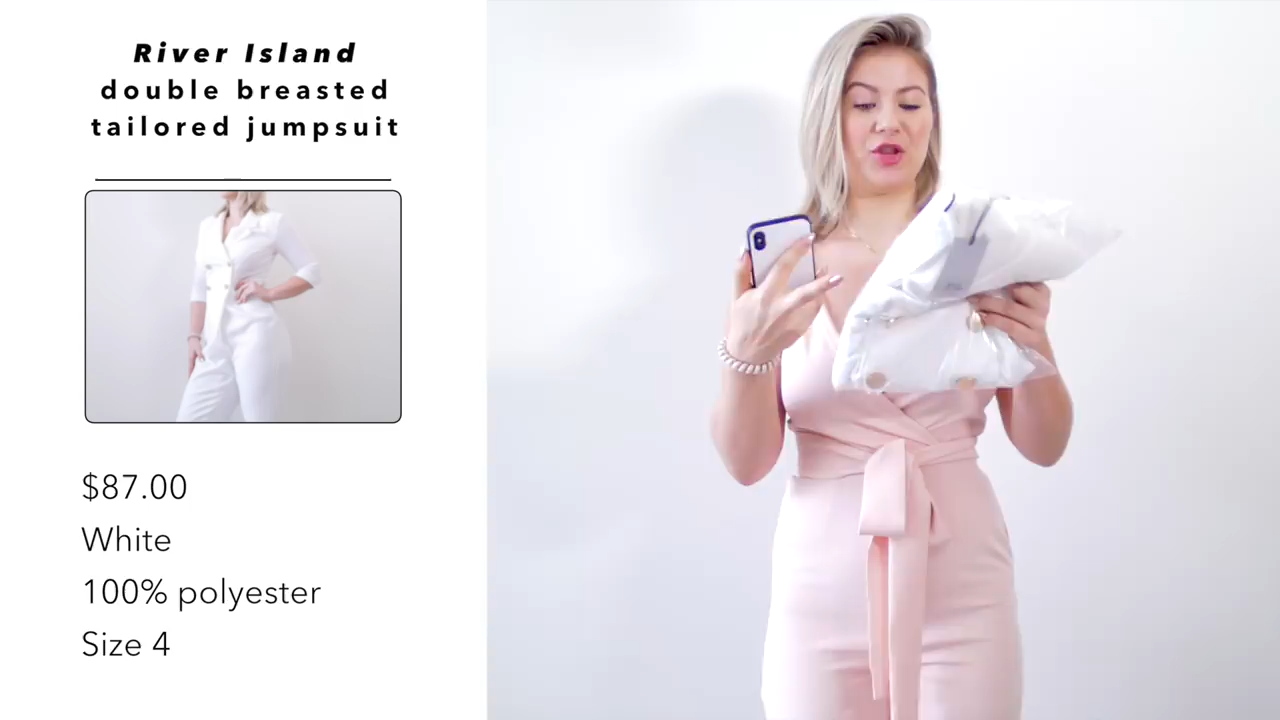 River Island
double breasted
tailored jumpsuit
$87.00
White
100% polyester
Size 4